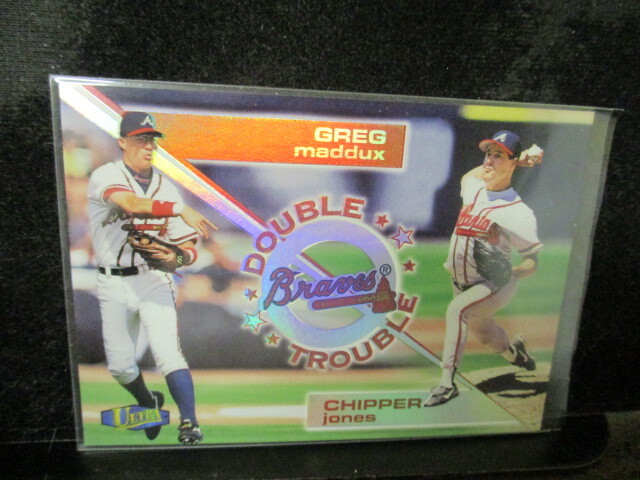 GREG
maddux
DOUBLE
Braves®
TROUBLE
CHIPPER
jones
ULTRA